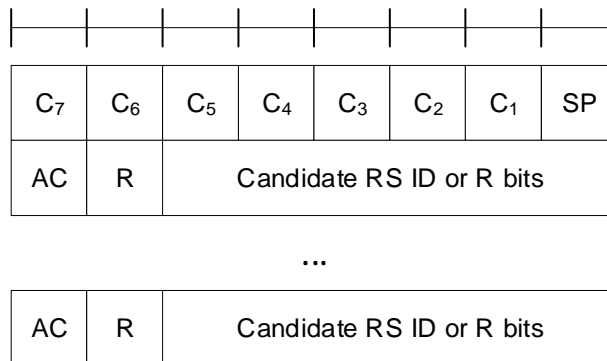 C₇ C₆ C₅ C₄ C₃ C₂ C₁ SP
AC R Candidate RS ID or R bits
...
AC R Candidate RS ID or R bits